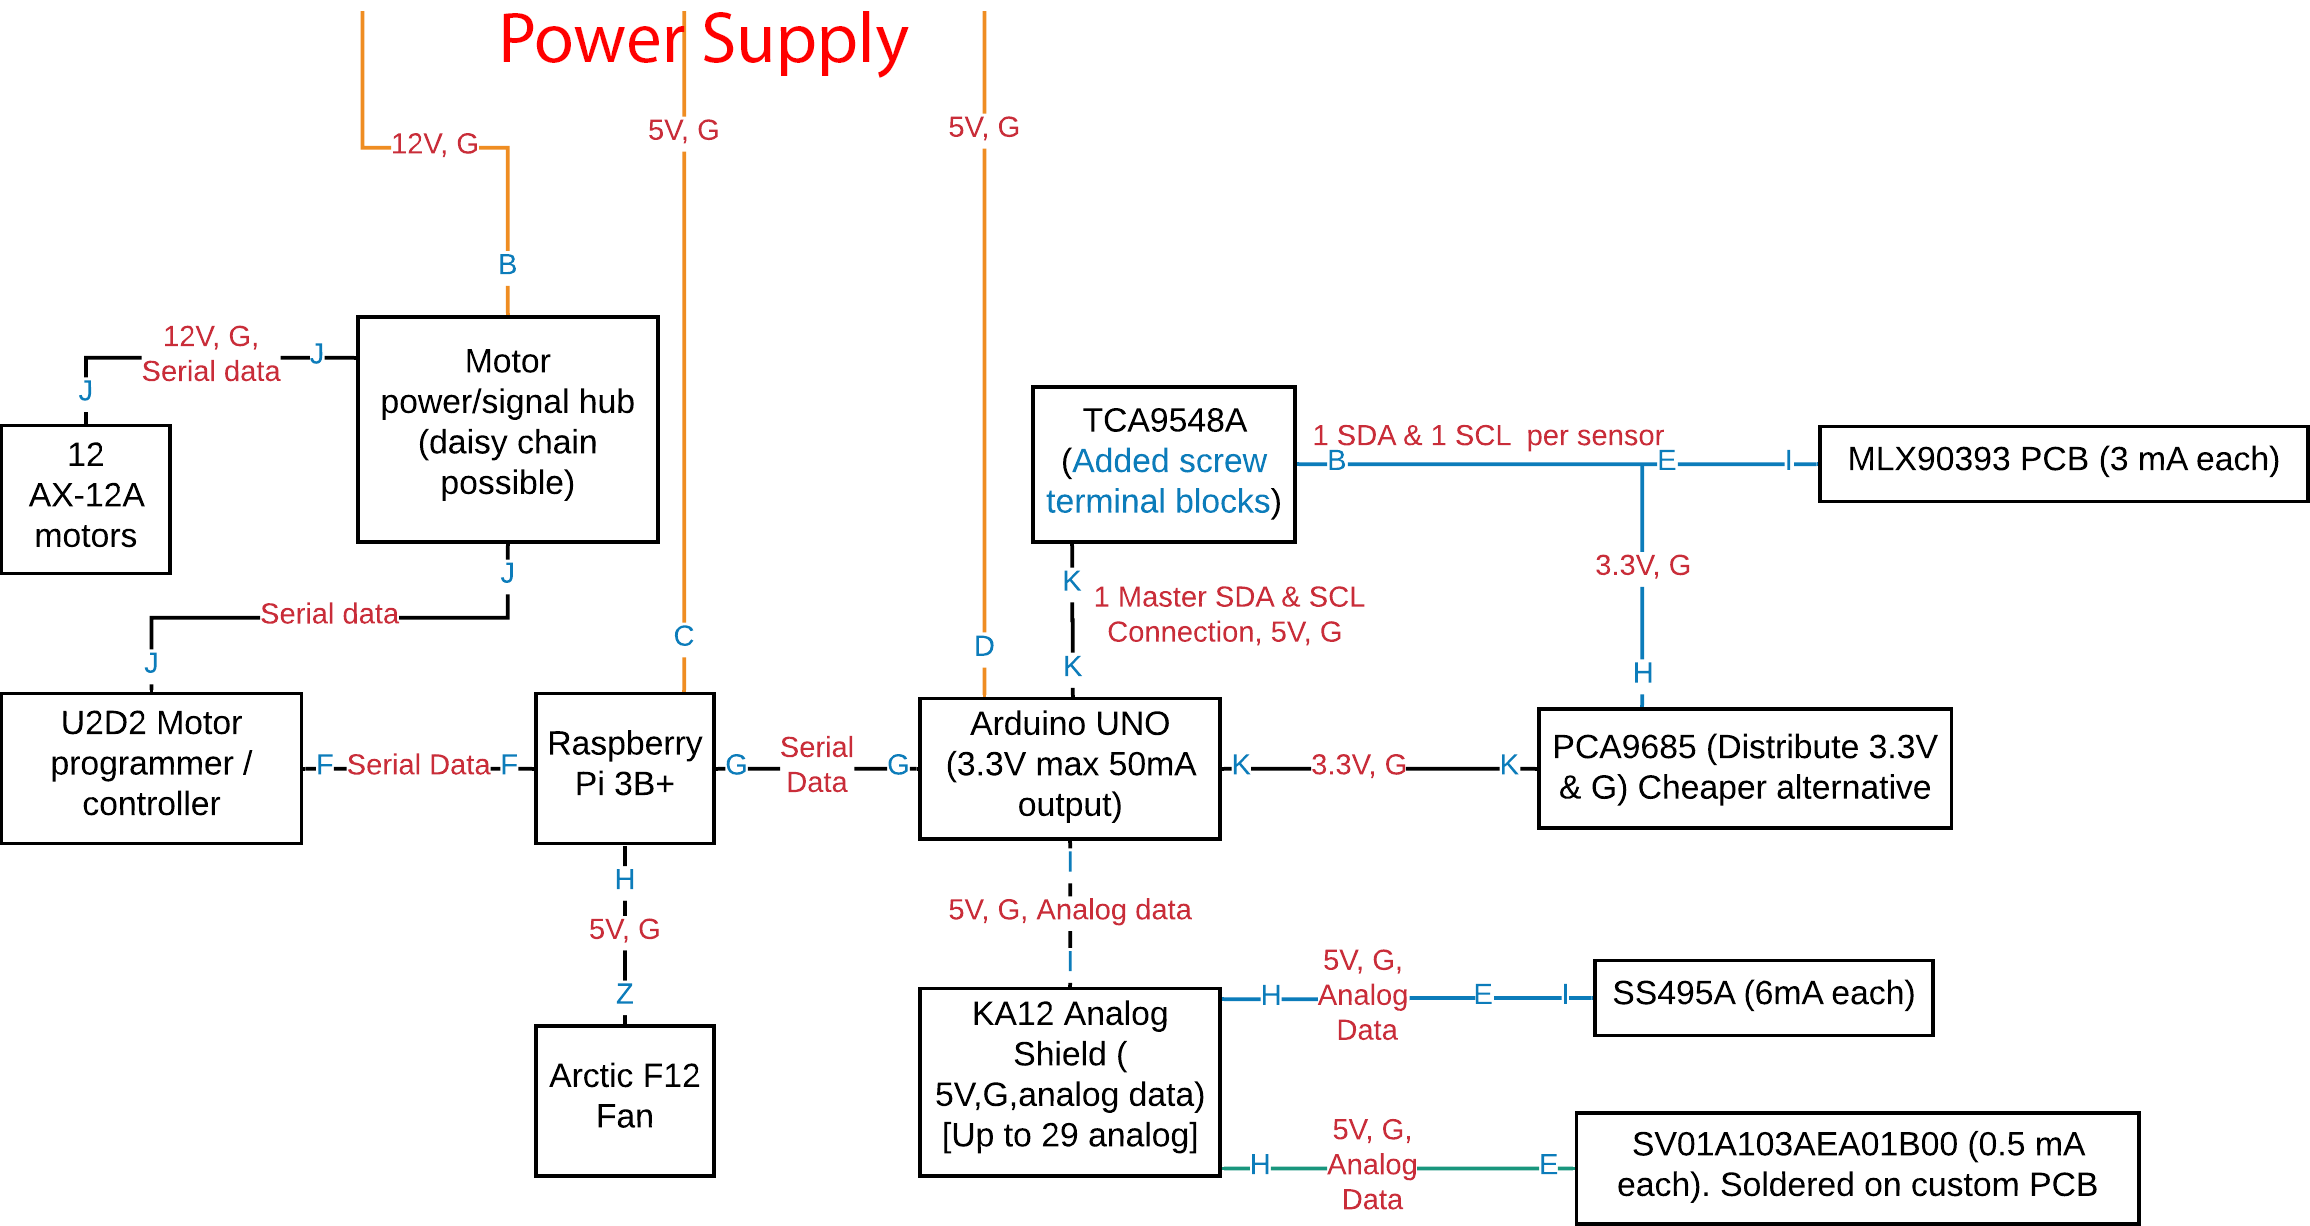 Power Supply
12V, G
5V, G
5V, G
B
12V, G,
Serial data
J
J
Motor
power/signal hub
(daisy chain
possible)
12
AX-12A
motors
J
Serial data
J
C
D
TCA9548A
(Added screw
terminal blocks)
1 SDA & 1 SCL  per sensor
B
E
I
MLX90393 PCB (3 mA each)
3.3V, G
H
K
1 Master SDA & SCL
Connection, 5V, G
K
U2D2 Motor
programmer /
controller
F
Serial Data
F
Raspberry
Pi 3B+
G
Serial
Data
G
Arduino UNO
(3.3V max 50mA
output)
K
3.3V, G
K
PCA9685 (Distribute 3.3V
& G) Cheaper alternative
H
5V, G
Z
Arctic F12
Fan
I
5V, G, Analog data
I
KA12 Analog
Shield (
5V,G,analog data)
[Up to 29 analog]
H
5V, G,
Analog
Data
E
I
SS495A (6mA each)
H
5V, G,
Analog
Data
E
SV01A103AEA01B00 (0.5 mA
each). Soldered on custom PCB